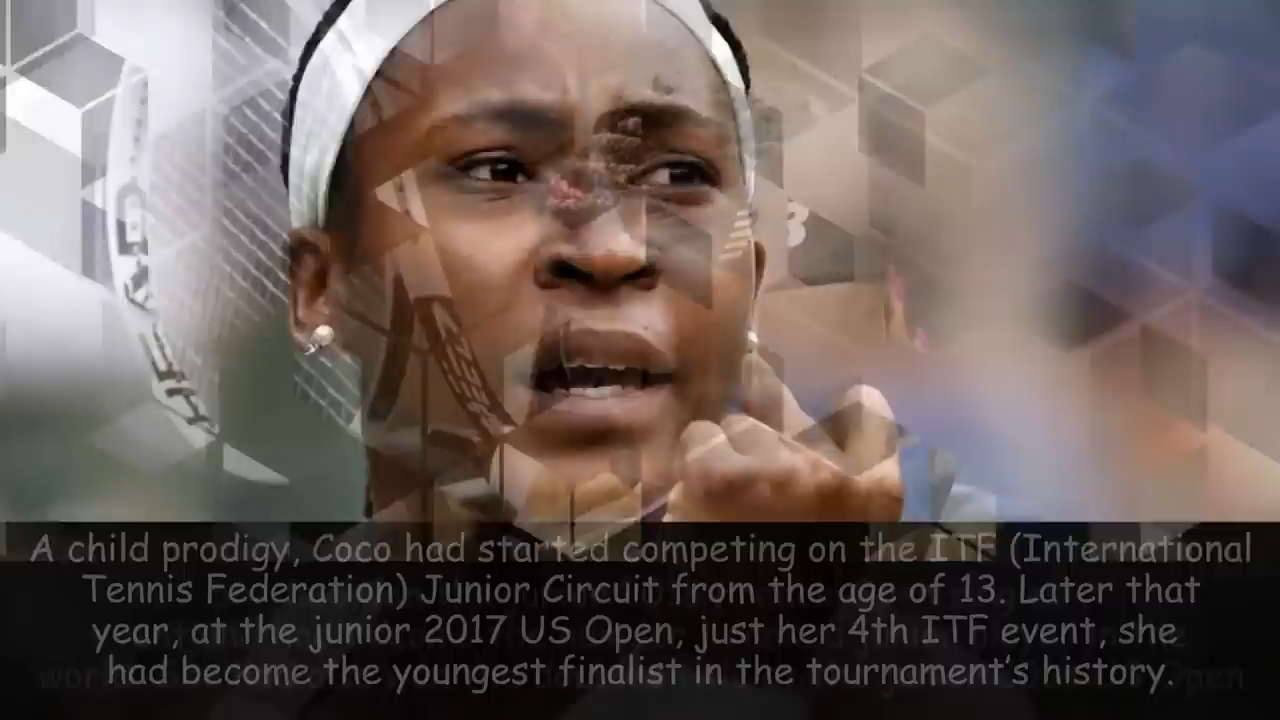 A child prodigy, Coco had started competing on the ITF (International
Tennis Federation) Junior Circuit from the age of 13. Later that
year, at the junior 2017 US Open, just her 4th ITF event, she
had become the youngest finalist in the tournament's history.